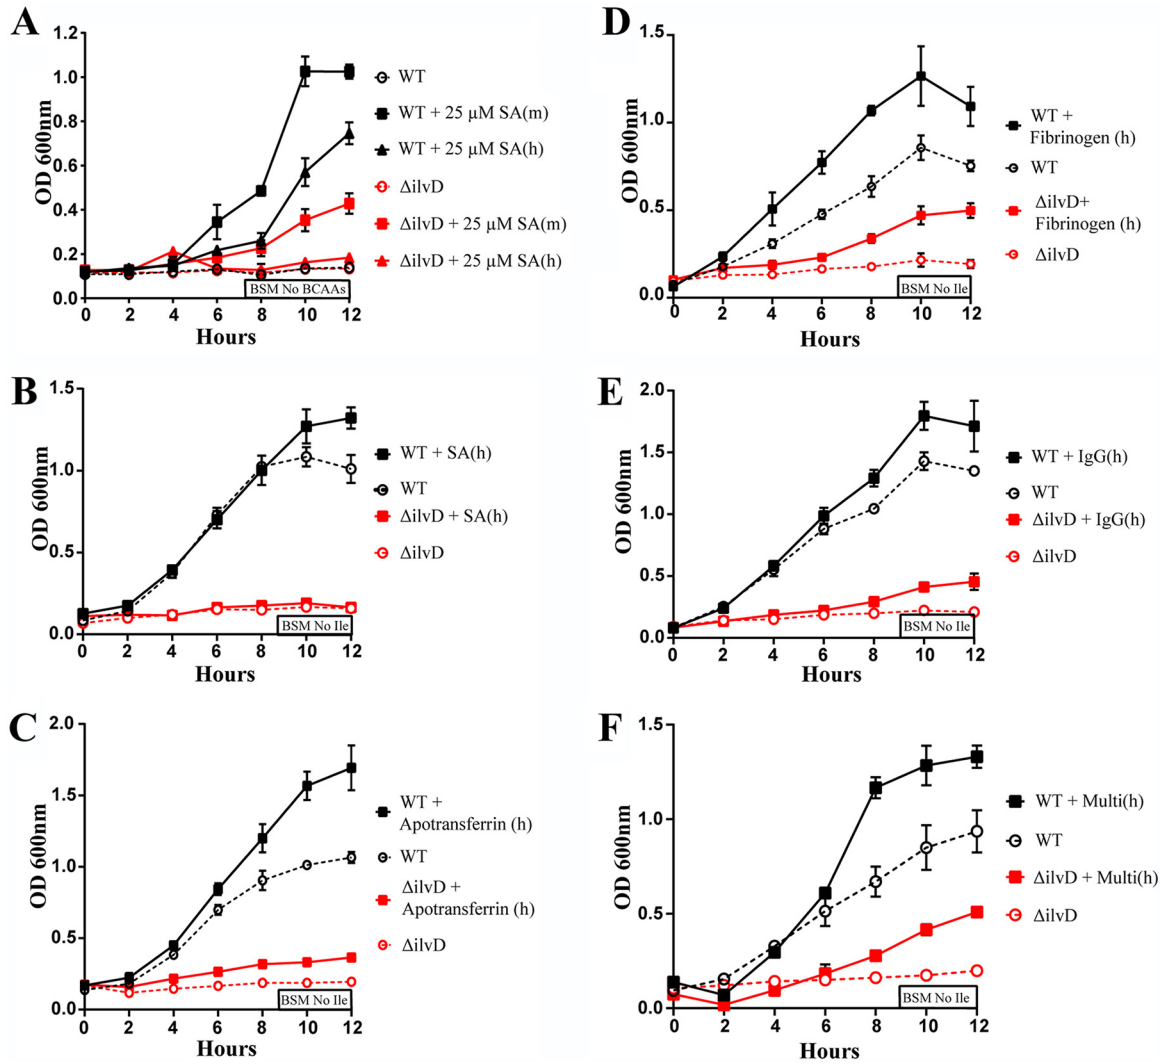 A
OD 600nm
1.2
1.0
0.8
0.6
0.4
0.2
0.0
0 2 4 6 8 10 12
Hours
BSM No BCAAs
WT
WT + 25 µM SA(m)
WT + 25 µM SA(h)
ΔilvD
ΔilvD + 25 µM SA(m)
ΔilvD + 25 µM SA(h)
B
OD 600nm
1.5
1.0
0.5
0.0
0 2 4 6 8 10 12
Hours
BSM No Ile
WT + SA(h)
WT
ΔilvD + SA(h)
ΔilvD
C
OD 600nm
2.0
1.5
1.0
0.5
0.0
0 2 4 6 8 10 12
Hours
BSM No Ile
WT +
Apotransferrin (h)
WT
ΔilvD +
Apotransferrin (h)
ΔilvD
D
OD 600nm
1.5
1.0
0.5
0.0
0 2 4 6 8 10 12
Hours
BSM No Ile
WT +
Fibrinogen (h)
WT
ΔilvD+
Fibrinogen (h)
ΔilvD
E
OD 600nm
2.0
1.5
1.0
0.5
0.0
0 2 4 6 8 10 12
Hours
BSM No Ile
WT + IgG(h)
WT
ΔilvD + IgG(h)
ΔilvD
F
OD 600nm
1.5
1.0
0.5
0.0
0 2 4 6 8 10 12
Hours
BSM No Ile
WT + Multi(h)
WT
ΔilvD + Multi(h)
ΔilvD